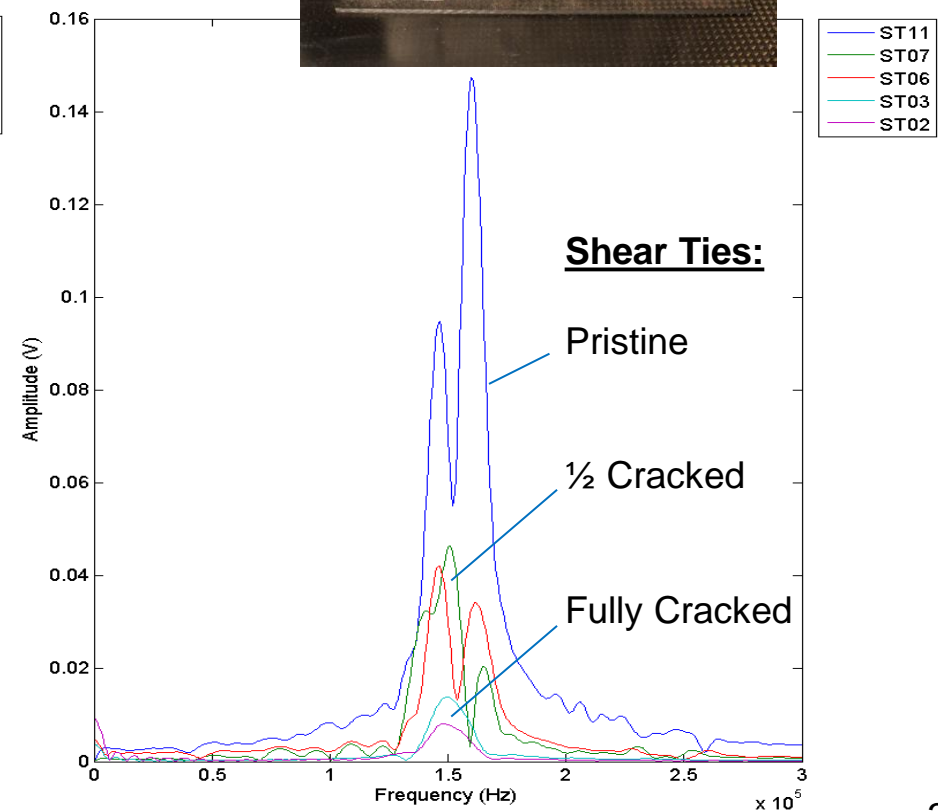 0.16
0.14
0.12
0.1
0.08
0.06
0.04
0.02
0
Amplitude (V)
0 0.5 1 1.5 2 2.5 3
Frequency (Hz)
x 10⁵
ST11
ST07
ST06
ST03
ST02
Shear Ties:
Pristine
½ Cracked
Fully Cracked